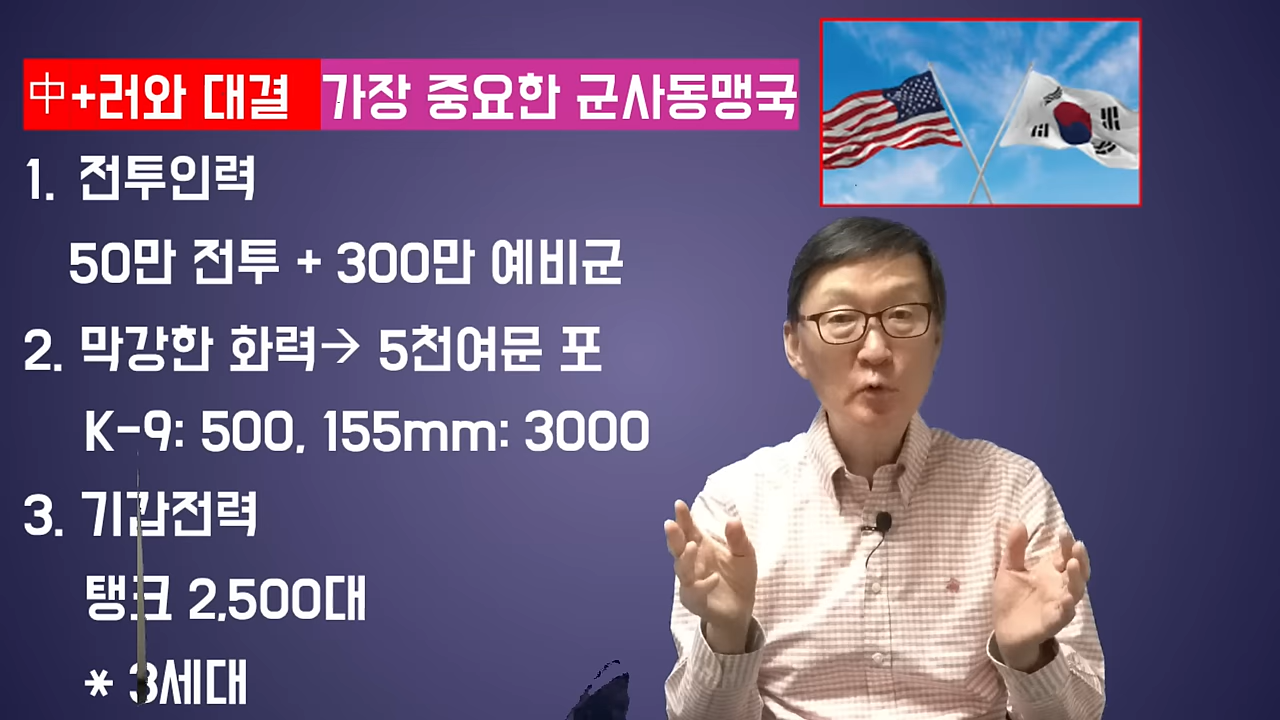 中+러와 대결 가장 중요한 군사동맹국
1. 전투인력
50만 전투 + 300만 예비군
2. 막강한 화력→ 5천여문 포
K-9: 500, 155mm: 3000
3. 기갑전력
탱크 2,500대
* 3세대